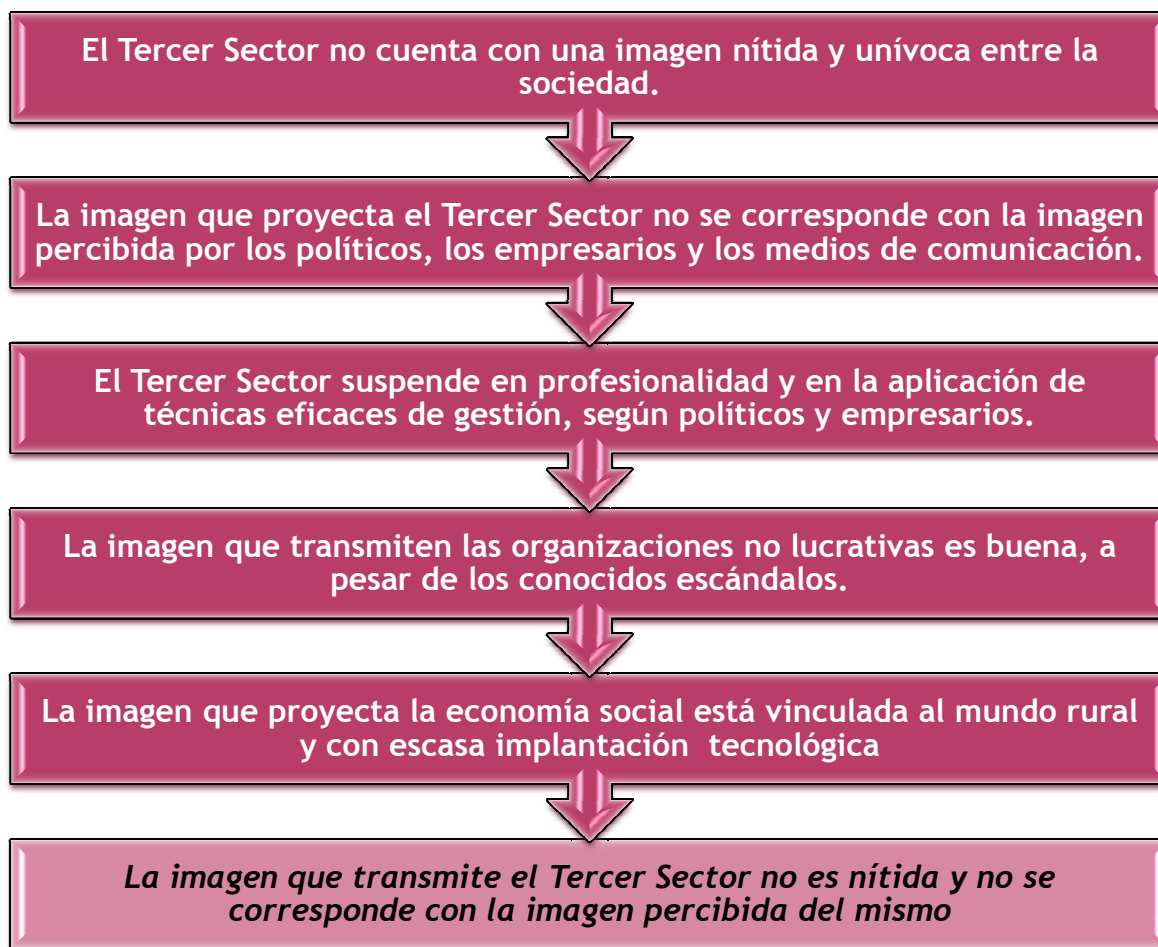 El Tercer Sector no cuenta con una imagen nítida y unívoca entre la
sociedad.
La imagen que proyecta el Tercer Sector no se corresponde con la imagen
percibida por los políticos, los empresarios y los medios de comunicación.
El Tercer Sector suspende en profesionalidad y en la aplicación de
técnicas eficaces de gestión, según políticos y empresarios.
La imagen que transmiten las organizaciones no lucrativas es buena, a
pesar de los conocidos escándalos.
La imagen que proyecta la economía social está vinculada al mundo rural
y con escasa implantación  tecnológica
La imagen que transmite el Tercer Sector no es nítida y no se
corresponde con la imagen percibida del mismo